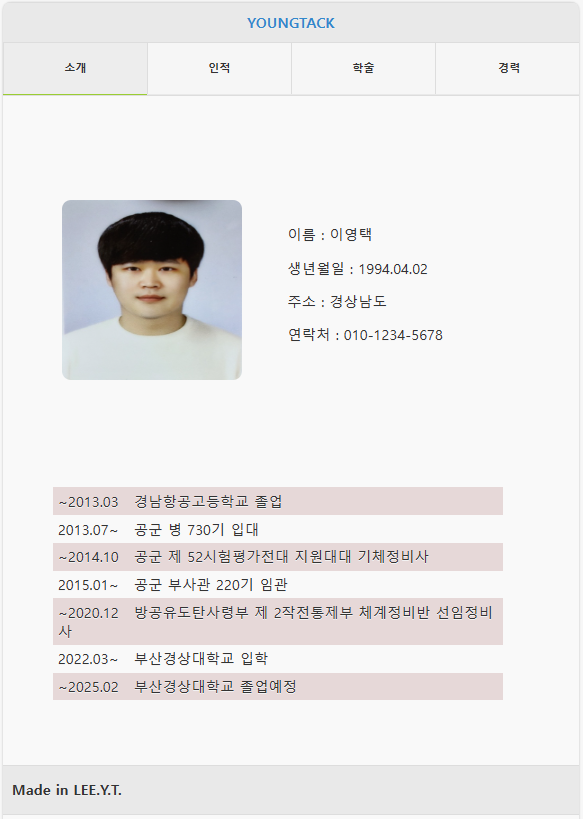 YOUNGTACK
소개 인적 학술 경력
이름 : 이영택
생년월일 : 1994.04.02
주소 : 경상남도
연락처 : 010-1234-5678
~2013.03 경남항공고등학교 졸업
2013.07~ 공군 병 730기 입대
~2014.10 공군 제 52시험평가전대 지원대대 기체정비사
2015.01~ 공군 부사관 220기 임관
~2020.12 방공유도탄사령부 제 2작전통제부 체계정비반 선임정비
사
2022.03~ 부산경상대학교 입학
~2025.02 부산경상대학교 졸업예정
Made in LEE.Y.T.